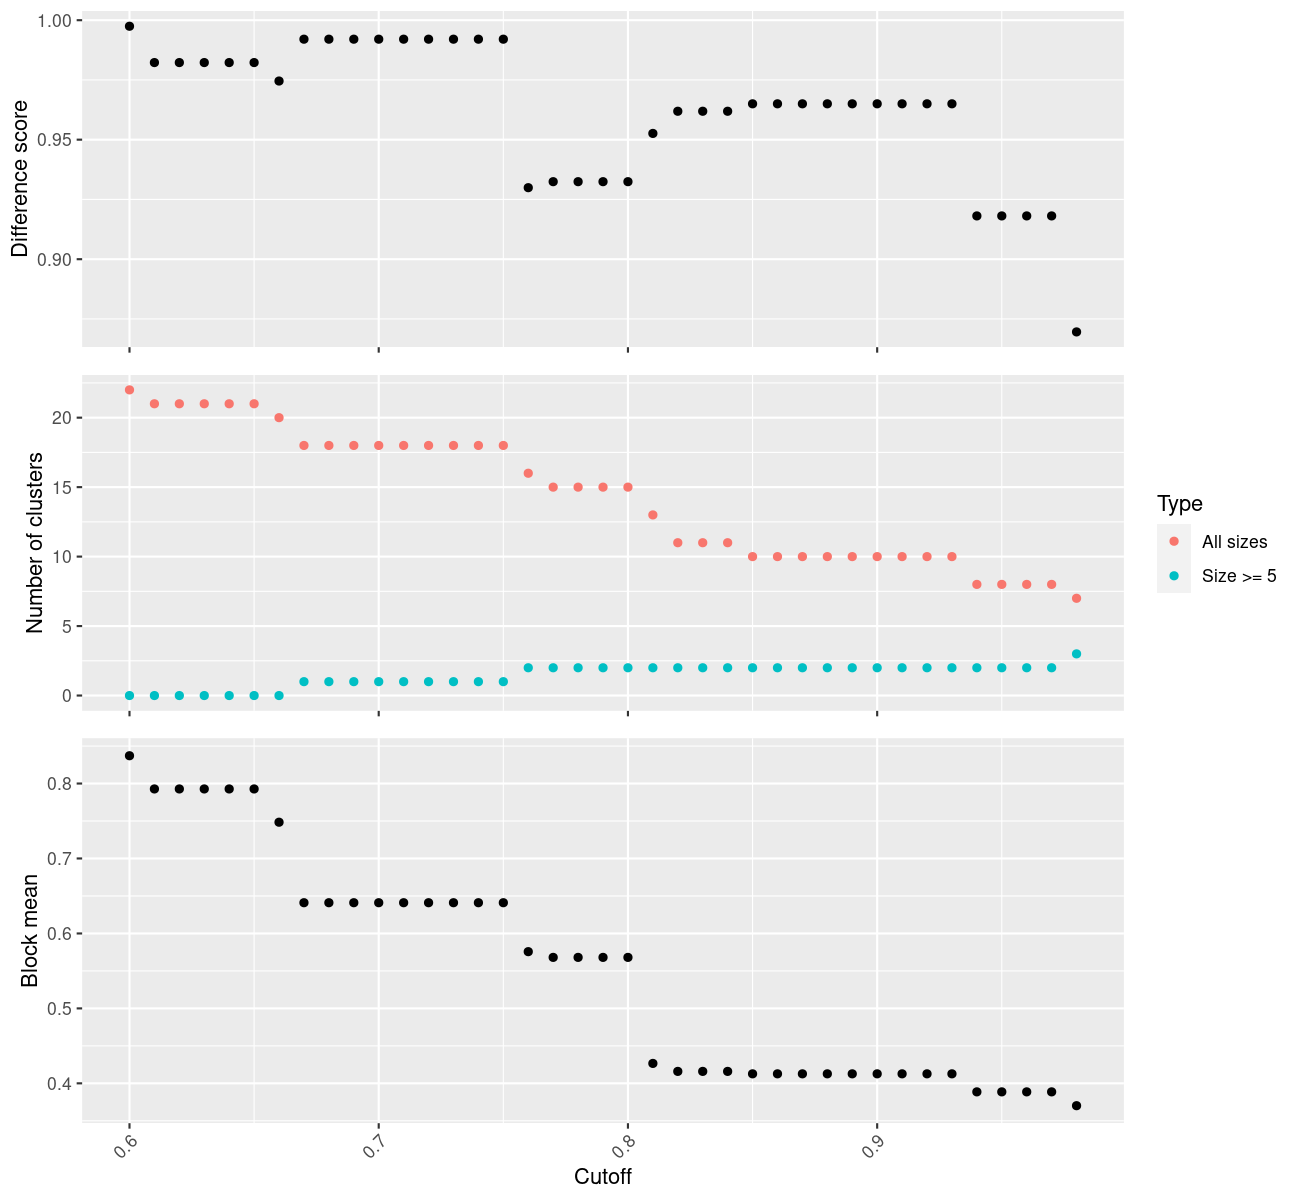 Difference score
1.00
0.95
0.90
Number of clusters
20
15
10
5
0
Type
All sizes
Size >= 5
Block mean
0.8
0.7
0.6
0.5
0.4
0.6 0.7 0.8 0.9
Cutoff